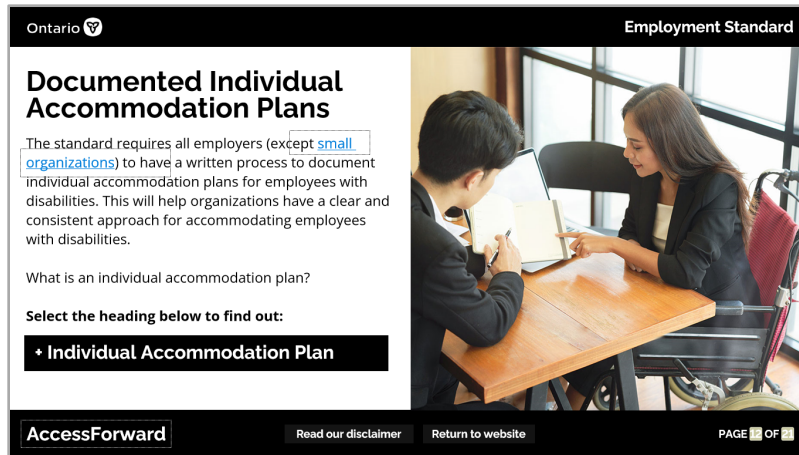 Ontario
Employment Standard
Documented Individual
Accommodation Plans
The standard requires all employers (except small
organizations) to have a written process to document
individual accommodation plans for employees with
disabilities. This will help organizations have a clear and
consistent approach for accommodating employees
with disabilities.
What is an individual accommodation plan?
Select the heading below to find out:
+ Individual Accommodation Plan
AccessForward
Read our disclaimer
Return to website
PAGE 12 OF 21